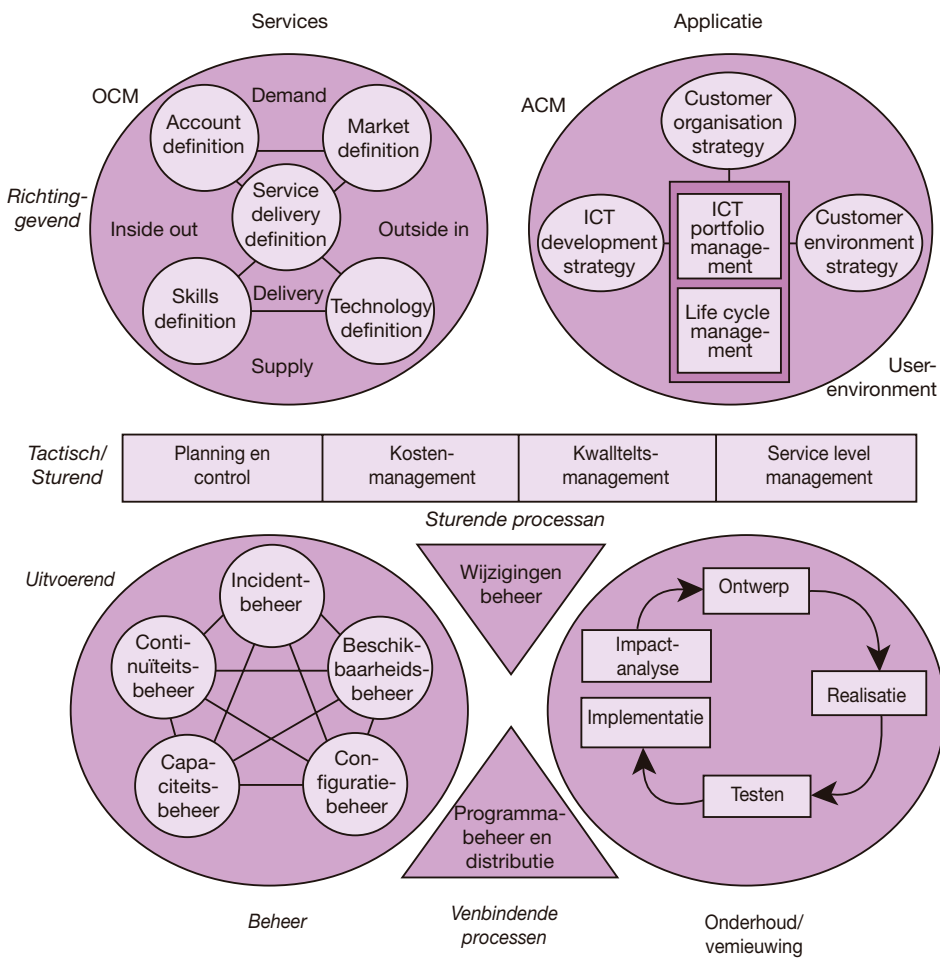 Services
Applicatie
OCM
Demand
Account
definition
Market
definition
Richting-
gevend
Service
delivery
definition
Inside out
Outside in
Skills
definition
Delivery
Technology
definition
Supply
ACM
Customer
organisation
strategy
ICT
development
strategy
ICT
portfolio
manage-
ment
Customer
environment
strategy
Life cycle
manage-
ment
User-
environment
Tactisch/
Sturend
Planning en
control
Kosten-
management
Kwalltelts-
management
Service level
management
Sturende processan
Uitvoerend
Incident-
beheer
Conti-
nuïteits-
beheer
Beschik-
baarheids-
beheer
Capa-
citeits-
beheer
Con-
figuratie-
beheer
Wijzigingen
beheer
Programma-
beheer en
distributie
Ontwerp
Impact-
analyse
Realisatie
Implementatie
Testen
Beheer
Venbindende
processen
Onderhoud/
vemieuwing